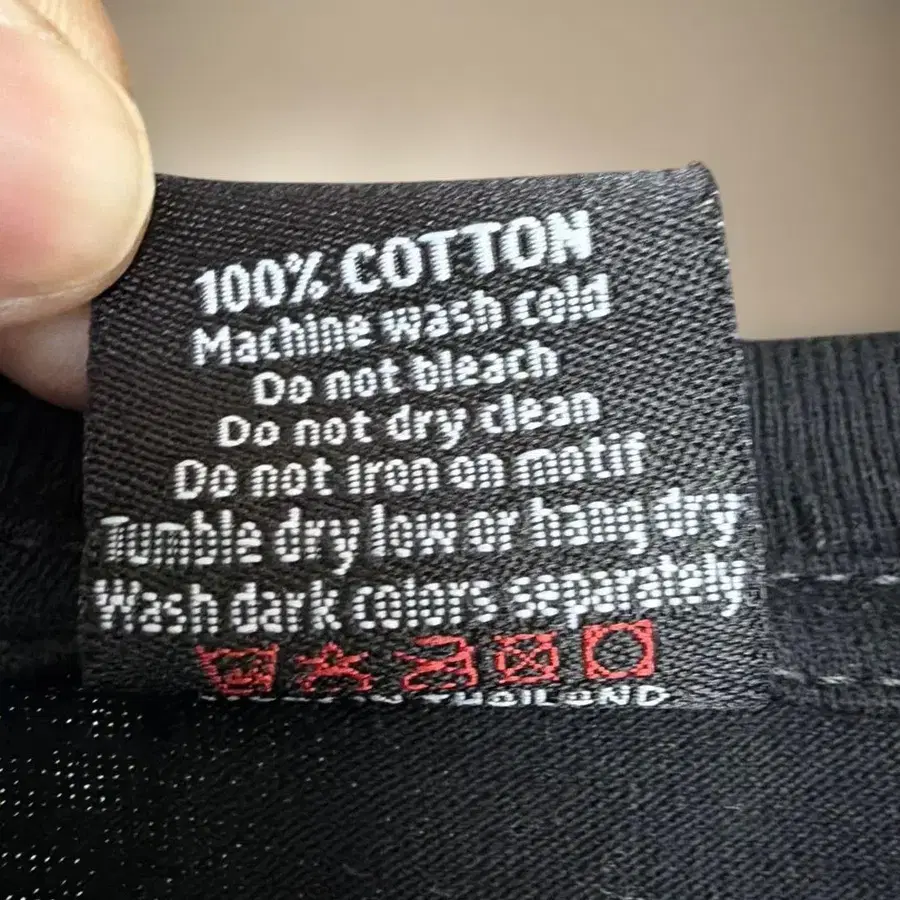 100% COTTON
Machine wash cold
Do not bleach
Do not dry clean
Do not iron on motif
Tumble dry low or hang dry
Wash dark colors separately
THAILAND